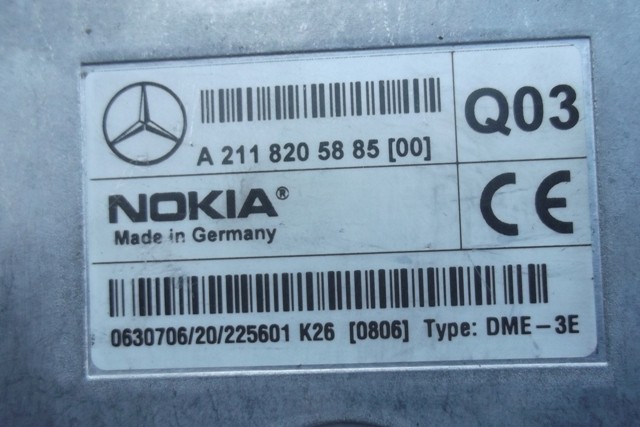 A 211 820 58 85 [00]
Q03
NOKIA®
Made in Germany
CE
0630706/20/225601 K26 [0806] Type: DME-3E